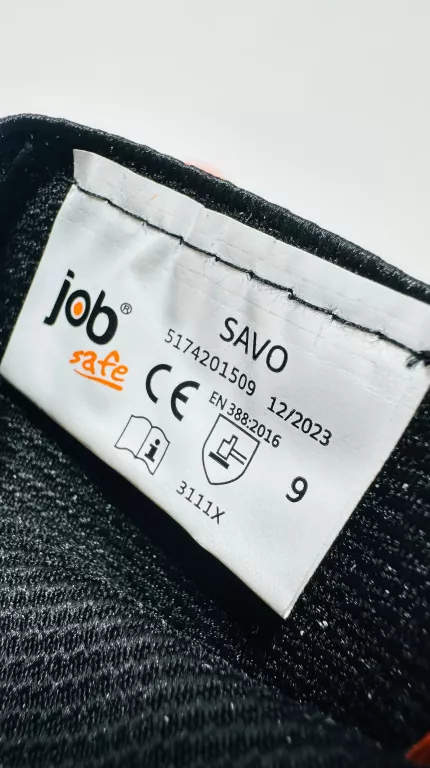 job®
safe
SAVO
5174201509 12/2023
CE EN 388:2016
i
3111X
9